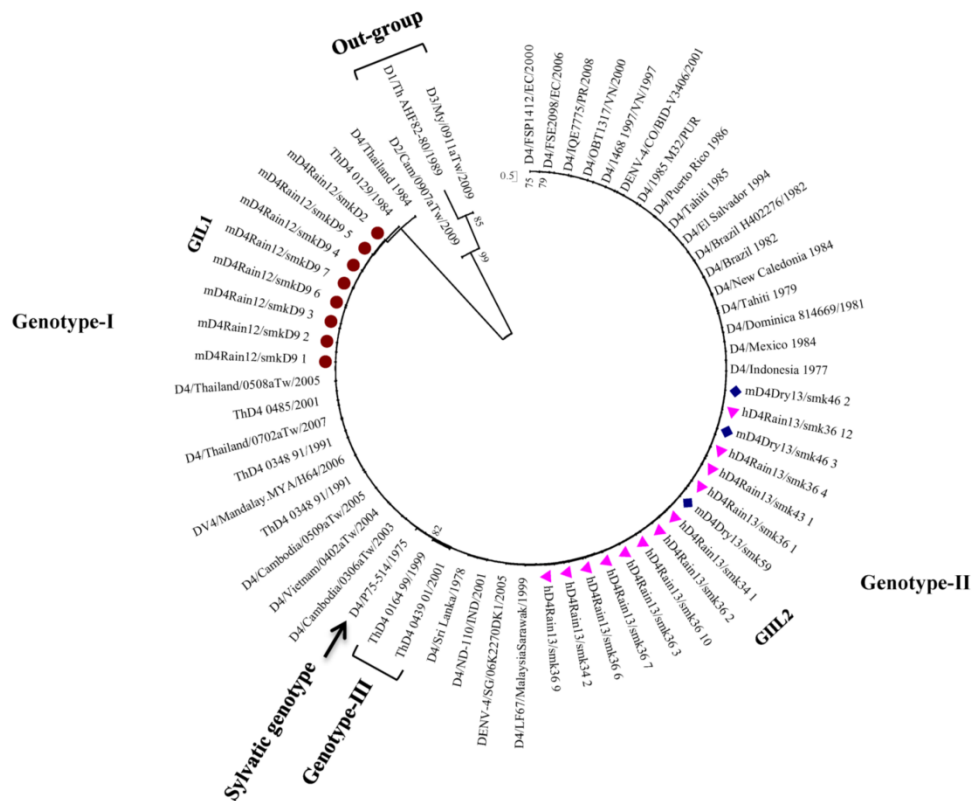 Out-group
D1/Th AHF82-80/1989
D3/My/0911aTw/2009
D2/Cam/0907aTw/2009
D4/Thailand 1984
ThD4 0129/1984
85
99
0.5
75
79
D4/FSP1412/EC/2000
D4/FSE2098/EC/2006
D4/IQE7775/PR/2008
D4/OBT1317/VN/2000
D4/1468 1997/VN/1997
DENV-4/CO/BID-V3406/2001
D4/1985 M32/PUR
D4/Puerto Rico 1986
D4/Tahiti 1985
D4/El Salvador 1994
D4/Brazil H402276/1982
D4/Brazil 1982
D4/New Caledonia 1984
D4/Tahiti 1979
D4/Dominica 814669/1981
D4/Mexico 1984
D4/Indonesia 1977
mD4Dry13/smk46 2
hD4Rain13/smk36 12
mD4Dry13/smk46 3
hD4Rain13/smk36 4
hD4Rain13/smk43 1
hD4Rain13/smk36 1
mD4Dry13/smk59
hD4Rain13/smk34 1
hD4Rain13/smk36 2
hD4Rain13/smk36 10
hD4Rain13/smk36 3
hD4Rain13/smk36 7
hD4Rain13/smk36 6
hD4Rain13/smk34 2
hD4Rain13/smk36 9
GIIL2
Genotype-II
D4/LF67/MalaysiaSarawak/1999
DENV-4/SG/06K2270DK1/2005
D4/ND-110/IND/2001
D4/Sri Lanka/1978
ThD4 0439 01/2001
ThD4 0164 99/1999
82
Genotype-III
D4/P75-514/1975
Sylvatic genotype
D4/Cambodia/0306aTw/2003
D4/Vietnam/0402aTw/2004
D4/Cambodia/0509aTw/2005
ThD4 0348 91/1991
DV4/Mandalay.MYA/H64/2006
ThD4 0348 91/1991
D4/Thailand/0702aTw/2007
ThD4 0485/2001
D4/Thailand/0508aTw/2005
mD4Rain12/smkD9 1
mD4Rain12/smkD9 2
mD4Rain12/smkD9 3
mD4Rain12/smkD9 6
mD4Rain12/smkD9 7
mD4Rain12/smkD9 4
mD4Rain12/smkD9 5
mD4Rain12/smkD2
GIL1
Genotype-I